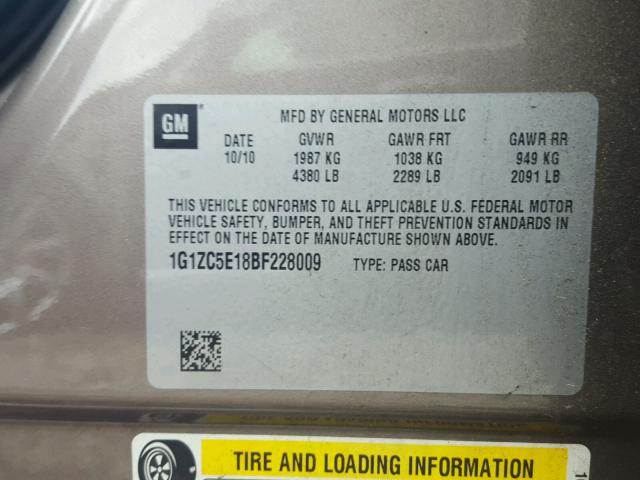 GM
MFD BY GENERAL MOTORS LLC
DATE GVWR GAWR FRT GAWR RR
10/10 1987 KG 1038 KG 949 KG
4380 LB 2289 LB 2091 LB
THIS VEHICLE CONFORMS TO ALL APPLICABLE U.S. FEDERAL MOTOR
VEHICLE SAFETY, BUMPER, AND THEFT PREVENTION STANDARDS IN
EFFECT ON THE DATE OF MANUFACTURE SHOWN ABOVE.
1G1ZC5E18BF228009 TYPE: PASS CAR
TIRE AND LOADING INFORMATION